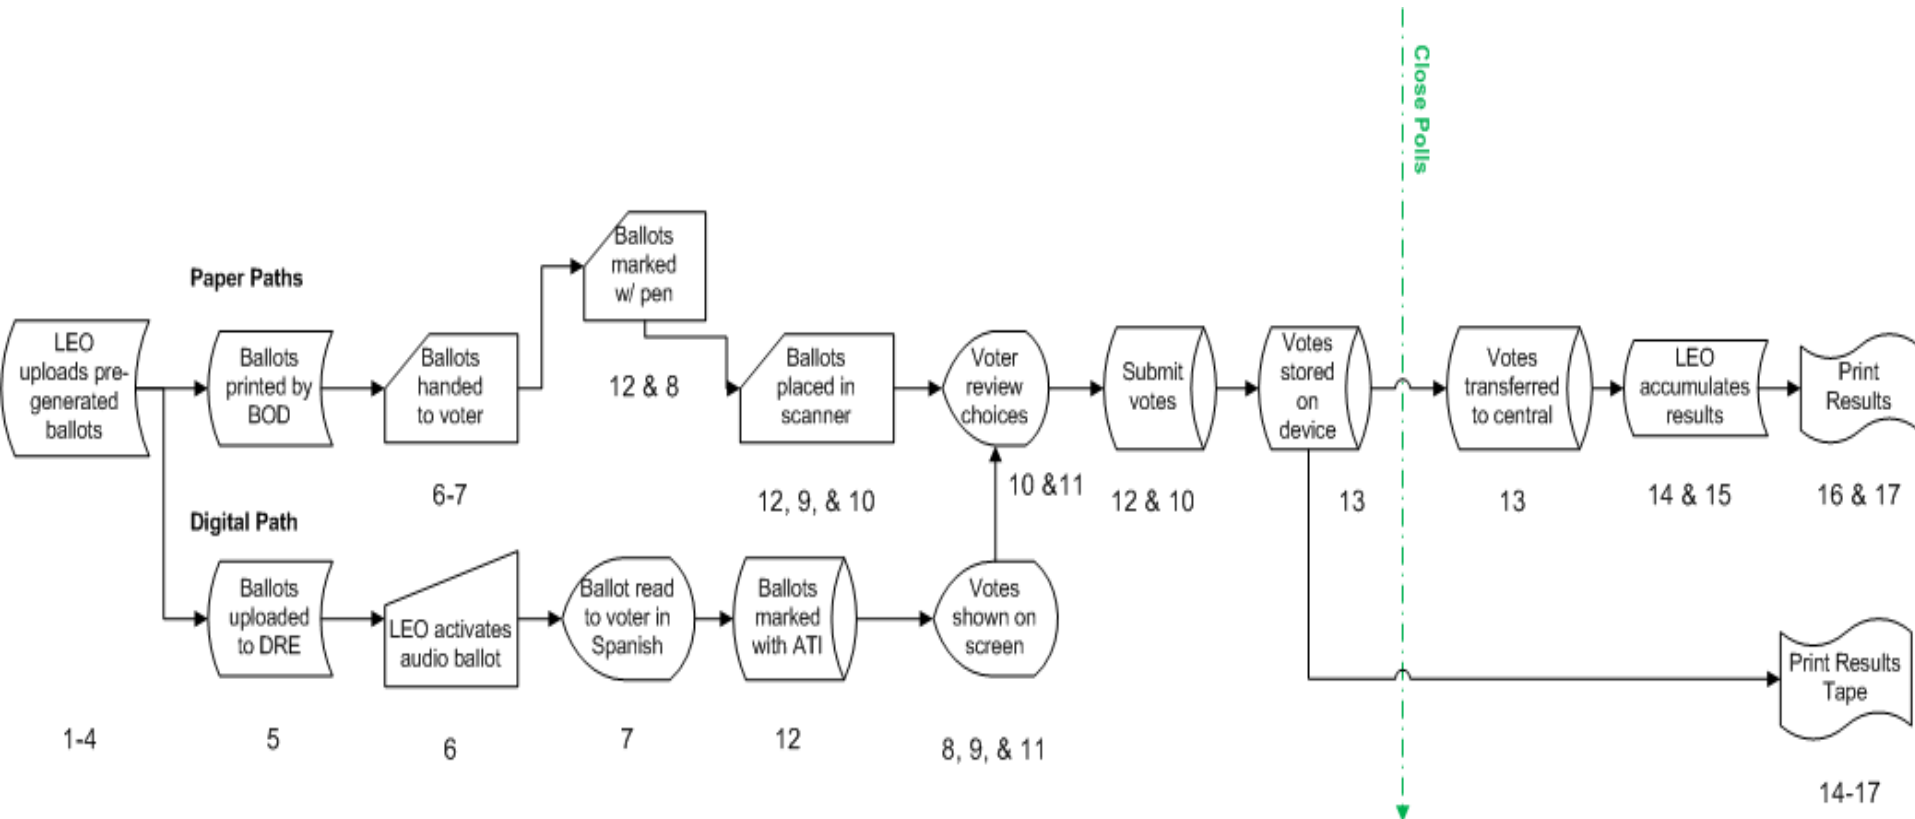 Close Polls
Ballots
marked
w/ pen
12 & 8
Paper Paths
LEO
uploads pre-
generated
ballots
1-4
Ballots
printed by
BOD
Ballots
handed
to voter
6-7
Ballots
placed in
scanner
12, 9, & 10
Voter
review
choices
10 &11
Submit
votes
12 & 10
Votes
stored
on
device
13
Votes
transferred
to central
13
LEO
accumulates
results
14 & 15
Print
Results
16 & 17
Digital Path
Ballots
uploaded
to DRE
5
LEO activates
audio ballot
6
Ballot read
to voter in
Spanish
7
Ballots
marked
with ATI
12
Votes
shown on
screen
8, 9, & 11
Print Results
Tape
14-17